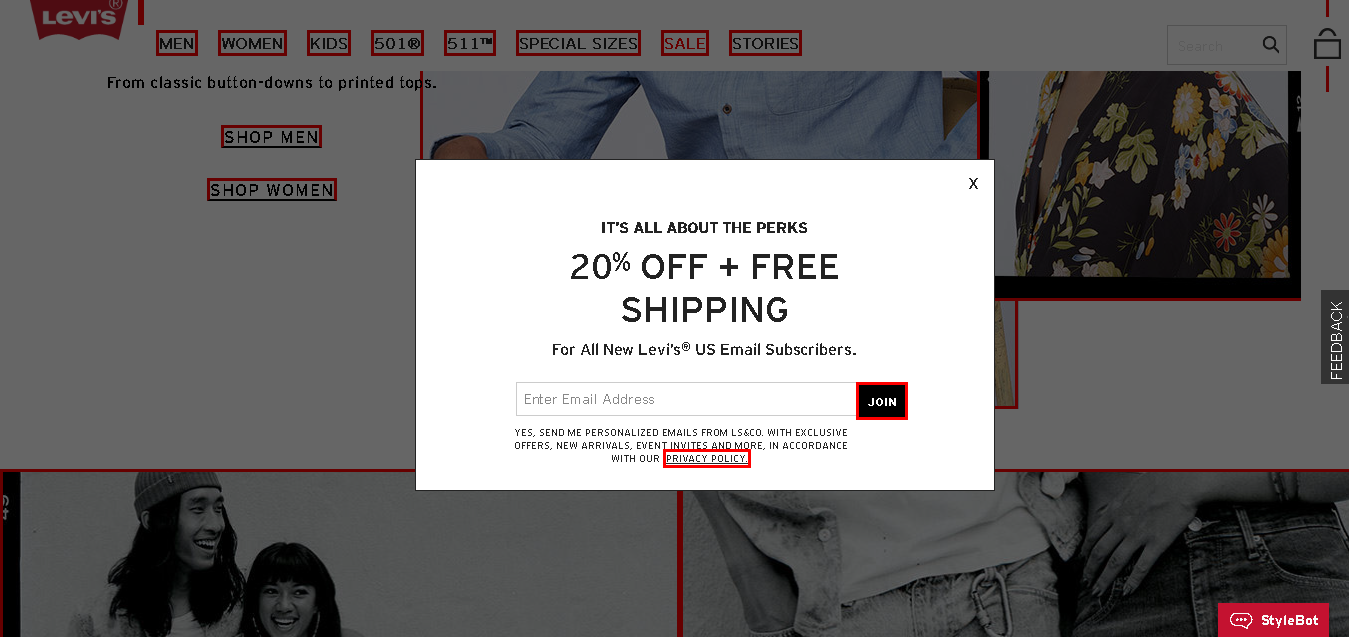 LEVI'S®
MEN WOMEN KIDS 501® 511™ SPECIAL SIZES SALE STORIES
Search
From classic button-downs to printed tops.
SHOP MEN
SHOP WOMEN
X
IT'S ALL ABOUT THE PERKS
20% OFF + FREE
SHIPPING
For All New Levi's® US Email Subscribers.
Enter Email Address
JOIN
YES, SEND ME PERSONALIZED EMAILS FROM LS&CO. WITH EXCLUSIVE
OFFERS, NEW ARRIVALS, EVENT INVITES AND MORE, IN ACCORDANCE
WITH OUR PRIVACY POLICY.
FEEDBACK
StyleBot